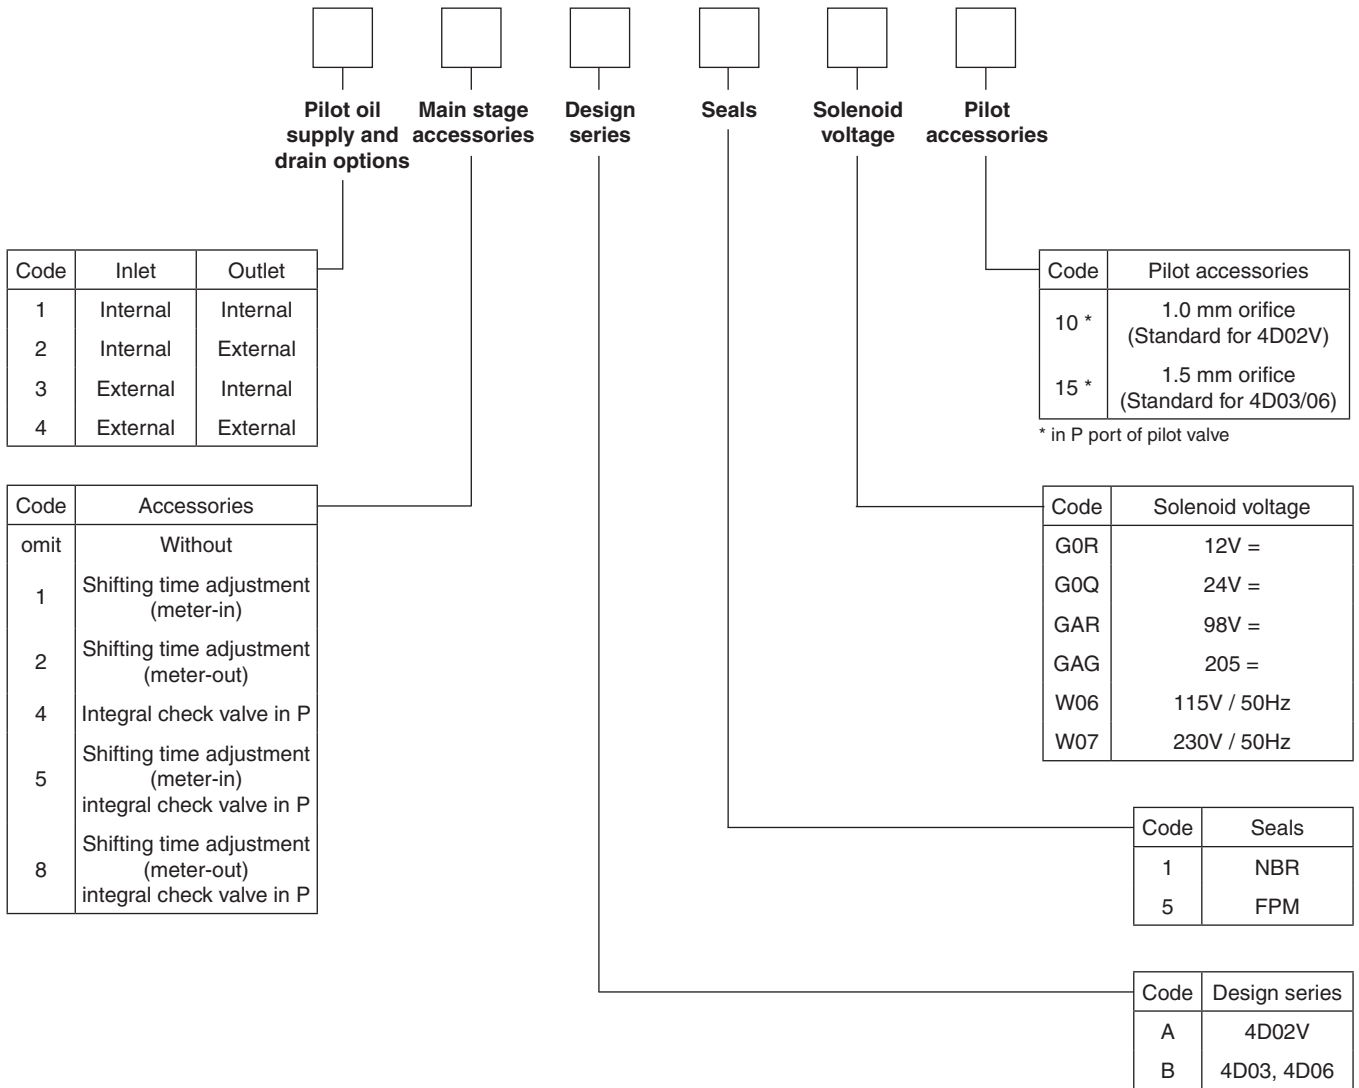 Pilot oil
supply and
drain options
Main stage
accessories
Design
series
Seals
Solenoid
voltage
Pilot
accessories
Code Inlet Outlet
1 Internal Internal
2 Internal External
3 External Internal
4 External External
Code Accessories
omit Without
1 Shifting time adjustment
(meter-in)
2 Shifting time adjustment
(meter-out)
4 Integral check valve in P
5 Shifting time adjustment
(meter-in)
integral check valve in P
8 Shifting time adjustment
(meter-out)
integral check valve in P
Code Pilot accessories
10 * 1.0 mm orifice
(Standard for 4D02V)
15 * 1.5 mm orifice
(Standard for 4D03/06)
* in P port of pilot valve
Code Solenoid voltage
G0R 12V =
G0Q 24V =
GAR 98V =
GAG 205 =
W06 115V / 50Hz
W07 230V / 50Hz
Code Seals
1 NBR
5 FPM
Code Design series
A 4D02V
B 4D03, 4D06